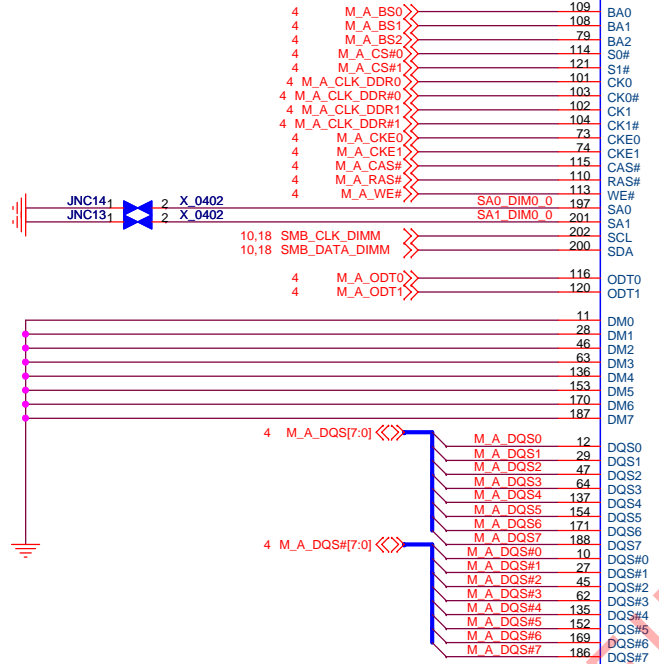 4 M_A_BS0 109 BA0
4 M_A_BS1 108 BA1
4 M_A_BS2 79 BA2
4 M_A_CS#0 114 S0#
4 M_A_CS#1 121 S1#
4 M_A_CLK_DDR0 101 CK0
4 M_A_CLK_DDR#0 103 CK0#
4 M_A_CLK_DDR1 102 CK1
4 M_A_CLK_DDR#1 104 CK1#
4 M_A_CKE0 73 CKE0
4 M_A_CKE1 74 CKE1
4 M_A_CAS# 115 CAS#
4 M_A_RAS# 110 RAS#
4 M_A_WE# 113 WE#
JNC14 1 2 X_0402 SA0_DIM0_0 197 SA0
JNC13 1 2 X_0402 SA1_DIM0_0 201 SA1
10,18 SMB_CLK_DIMM 202 SCL
10,18 SMB_DATA_DIMM 200 SDA
4 M_A_ODT0 116 ODT0
4 M_A_ODT1 120 ODT1
11 DM0
28 DM1
46 DM2
63 DM3
136 DM4
153 DM5
170 DM6
187 DM7
4 M_A_DQS[7:0]
M_A_DQS0 12 DQS0
M_A_DQS1 29 DQS1
M_A_DQS2 47 DQS2
M_A_DQS3 64 DQS3
M_A_DQS4 137 DQS4
M_A_DQS5 154 DQS5
M_A_DQS6 171 DQS6
M_A_DQS7 188 DQS7
4 M_A_DQS#[7:0]
M_A_DQS#0 10 DQS#0
M_A_DQS#1 27 DQS#1
M_A_DQS#2 45 DQS#2
M_A_DQS#3 62 DQS#3
M_A_DQS#4 135 DQS#4
M_A_DQS#5 152 DQS#5
M_A_DQS#6 169 DQS#6
M_A_DQS#7 186 DQS#7